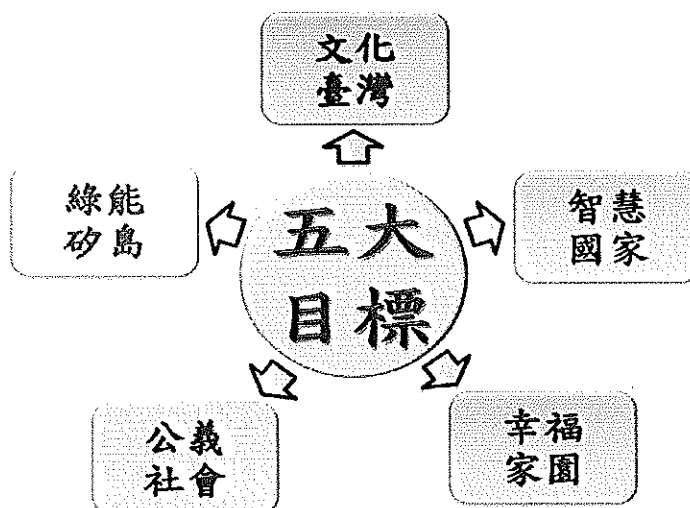 文化
臺灣
綠能
矽島
五大
目標
智慧
國家
公義
社會
幸福
家園